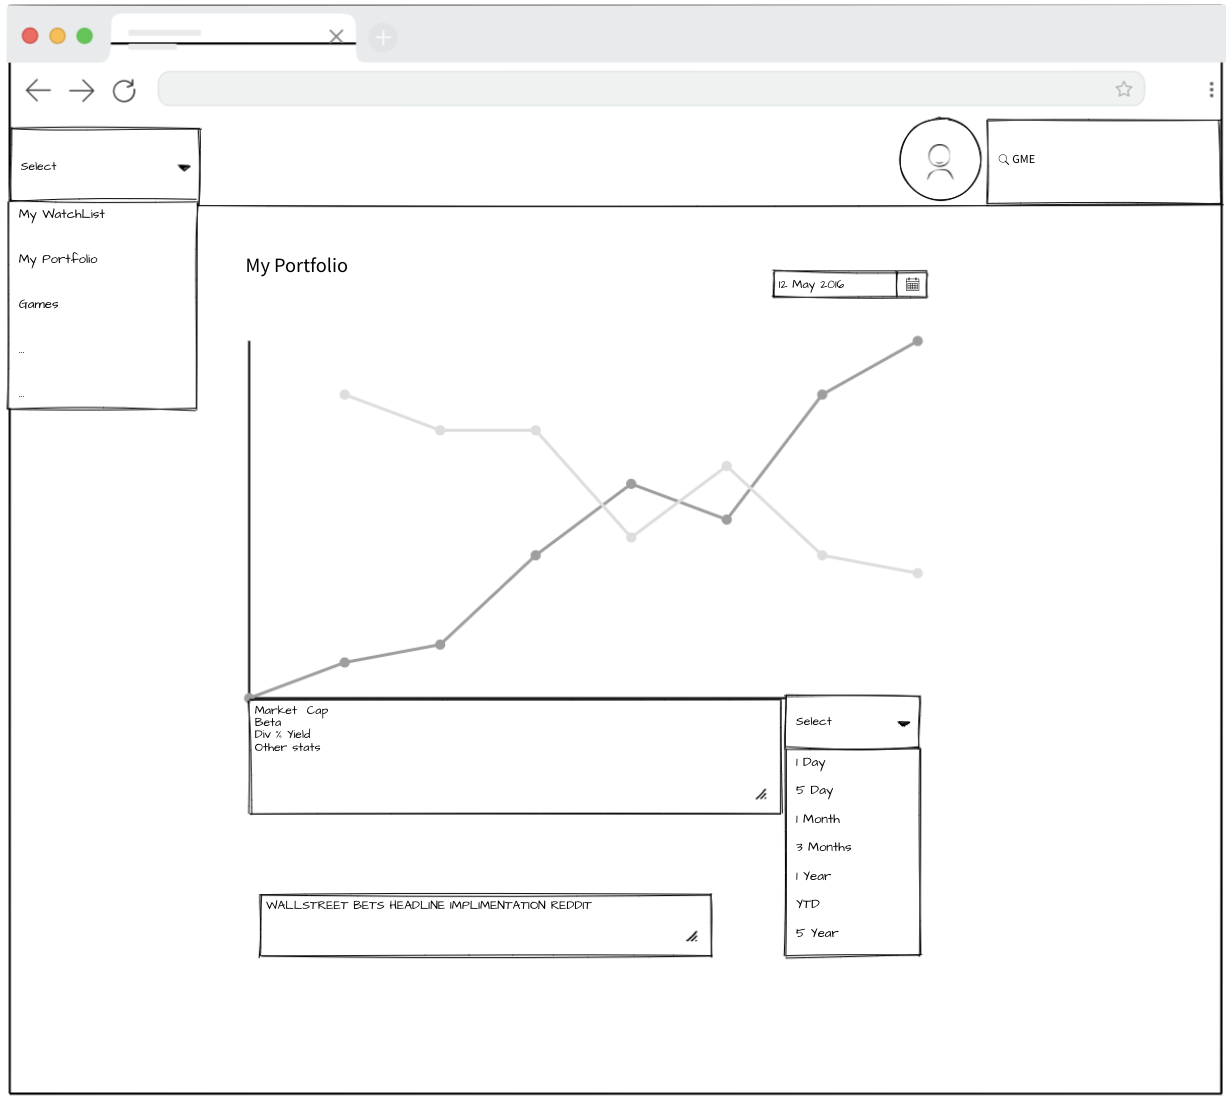 Select
GME
My WatchList
My Portfolio
Games
...
...
My Portfolio
12 May 2016
Market Cap
Beta
Div % Yield
Other stats
Select
1 Day
5 Day
1 Month
3 Months
1 Year
YTD
5 Year
WALLSTREET BETS HEADLINE IMPLIMENTATION REDDIT